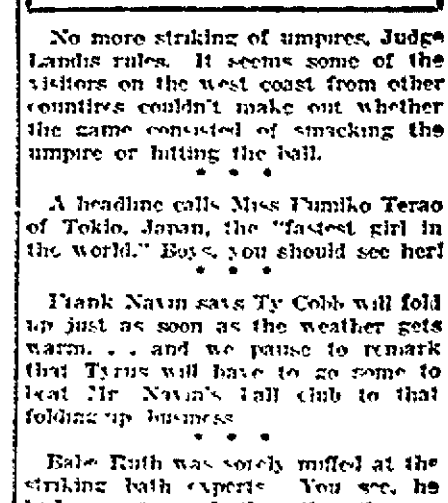 No more striking of umpires, Judge
Landis rules. It seems some of the
visitors on the west coast from other
countires couldn't make out whether
the game consisted of smacking the
umpire or hitting the ball.
* * *
A headline calls Miss Fumiko Terao
of Tokio, Japan, the "fastest girl in
the world." Boys, you should see her!
* * *
Frank Navin says Ty Cobb will fold
up just as soon as the weather gets
warm. . . and we pause to remark
that Tyrus will have to go some to
beat Mr. Navin's ball club to that
folding up business
* * *
Babe Ruth was sorely miffed at the
striking bath experts. You see, he